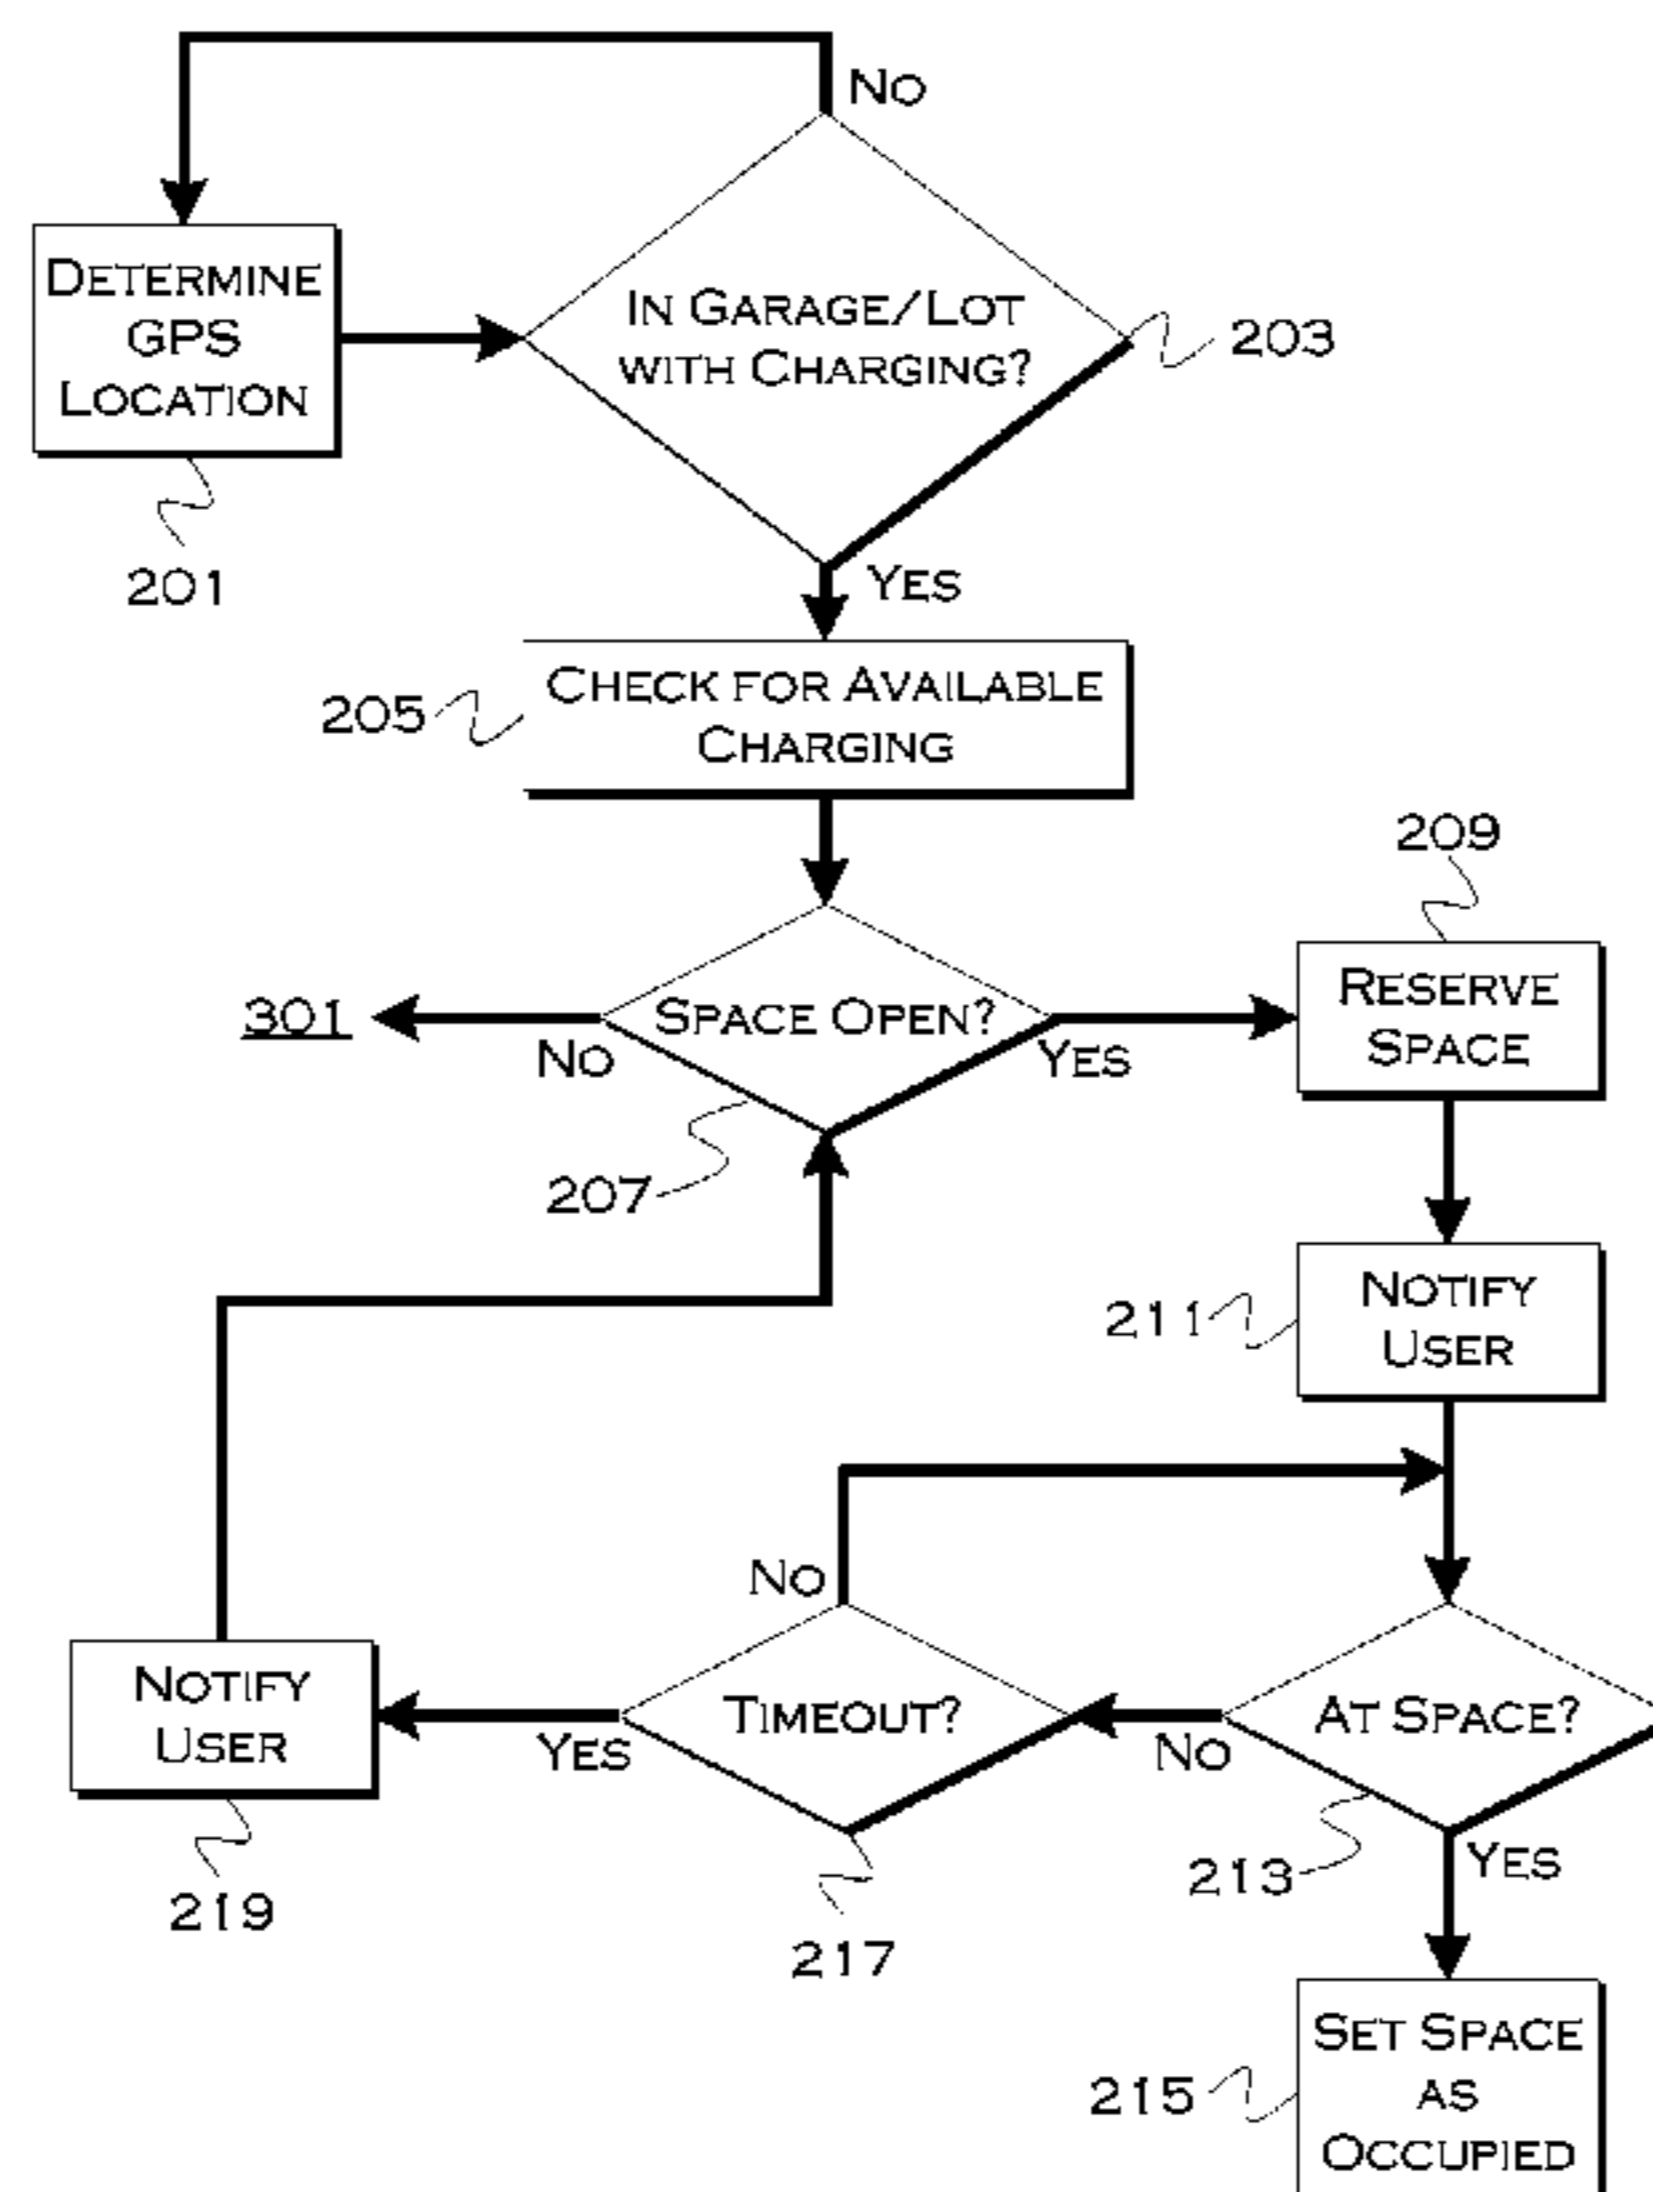 NO
DETERMINE
GPS
LOCATION
IN GARAGE/LOT
WITH CHARGING?
203
201
YES
CHECK FOR AVAILABLE
CHARGING
205
209
301
SPACE OPEN?
NO
YES
RESERVE
SPACE
207
NOTIFY
USER
211
NO
NOTIFY
USER
YES
TIMEOUT?
NO
AT SPACE?
219
217
213
YES
SET SPACE
AS
OCCUPIED
215